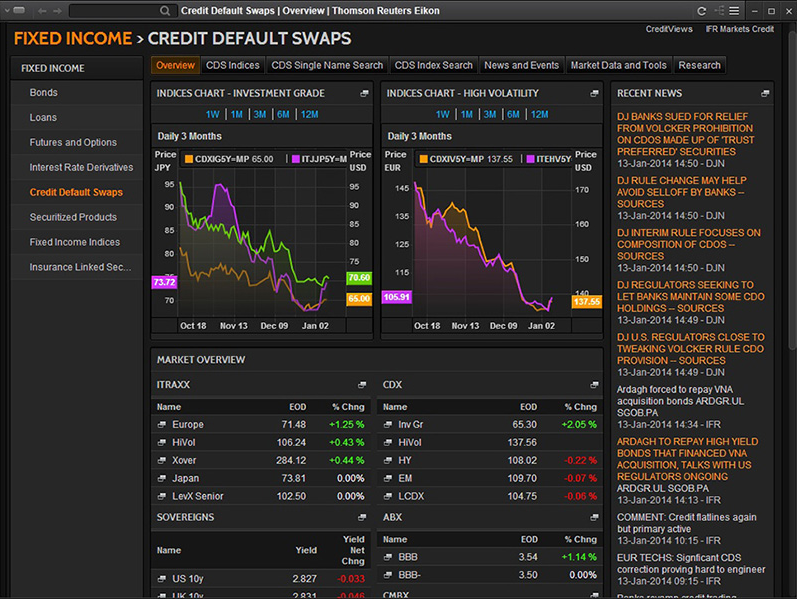 Credit Default Swaps | Overview | Thomson Reuters Eikon
FIXED INCOME > CREDIT DEFAULT SWAPS
CreditViews IFR Markets Credit
FIXED INCOME
Bonds
Loans
Futures and Options
Interest Rate Derivatives
Credit Default Swaps
Securitized Products
Fixed Income Indices
Insurance Linked Sec...
Overview CDS Indices CDS Single Name Search CDS Index Search News and Events Market Data and Tools Research
INDICES CHART - INVESTMENT GRADE
1W 1M 3M 6M 12M
Daily 3 Months
Price CDXIG5Y=MP 65.00 ITJJP5Y=M Price
JPY USD
95 95
90 90
85 85
80 80
75 75
73.72 70.60
70 65.00
Oct 18 Nov 13 Dec 09 Jan 02
INDICES CHART - HIGH VOLATILITY
1W 1M 3M 6M 12M
Daily 3 Months
Price CDXIV5Y=MP 137.55 ITEHV5Y Price
EUR USD
145 170
135 160
125 150
115 140
105.91 137.55
Oct 18 Nov 13 Dec 09 Jan 02
MARKET OVERVIEW
ITRAXX
Name EOD % Chng
Europe 71.48 +1.25 %
HiVol 106.24 +0.43 %
Xover 284.12 +0.44 %
Japan 73.81 0.00%
LevX Senior 102.50 0.00%
SOVEREIGNS
Name Yield Yield
Net
Chng
US 10y 2.827 -0.033
UK 10y 2.831 -0.046
CDX
Name EOD % Chng
Inv Gr 65.30 +2.05 %
HiVol 137.56
HY 108.02 -0.22 %
EM 109.70 -0.07 %
LCDX 104.75 -0.06 %
ABX
Name EOD % Chng
BBB 3.54 +1.14 %
BBB- 3.50 0.00%
CMBX
RECENT NEWS
DJ BANKS SUED FOR RELIEF
FROM VOLCKER PROHIBITION
ON CDOS MADE UP OF 'TRUST
PREFERRED' SECURITIES
13-Jan-2014 14:50 - DJN
DJ RULE CHANGE MAY HELP
AVOID SELLOFF BY BANKS --
SOURCES
13-Jan-2014 14:50 - DJN
DJ INTERIM RULE FOCUSES ON
COMPOSITION OF CDOS --
SOURCES
13-Jan-2014 14:50 - DJN
DJ REGULATORS SEEKING TO
LET BANKS MAINTAIN SOME CDO
HOLDINGS -- SOURCES
13-Jan-2014 14:49 - DJN
DJ U.S. REGULATORS CLOSE TO
TWEAKING VOLCKER RULE CDO
PROVISION -- SOURCES
13-Jan-2014 14:49 - DJN
Ardagh forced to repay VNA
acquisition bonds ARDGR.UL
SGOB.PA
13-Jan-2014 14:34 - IFR
ARDAGH TO REPAY HIGH YIELD
BONDS THAT FINANCED VNA
ACQUISITION, TALKS WITH US
REGULATORS ONGOING
ARDGR.UL SGOB.PA
13-Jan-2014 14:13 - IFR
COMMENT: Credit flatlines again
but primary active
13-Jan-2014 10:15 - IFR
EUR TECHS: Signficant CDS
correction proving hard to engineer
13-Jan-2014 09:15 - IFR
Banks revamp credit trading